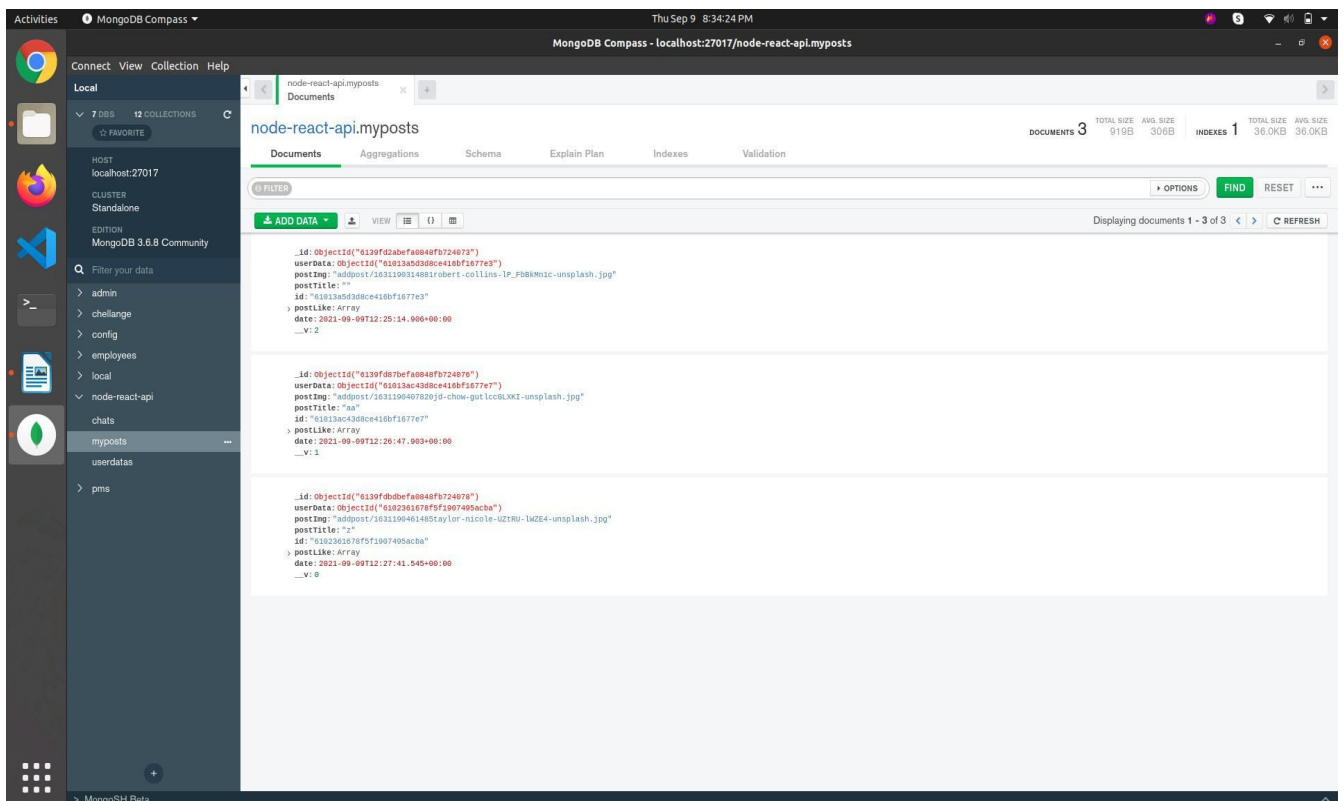 Activities MongoDB Compass Thu Sep 9 8:34:24 PM
MongoDB Compass - localhost:27017/node-react-api.myposts
Connect View Collection Help
Local
7 DBS 12 COLLECTIONS
FAVORITE
HOST
localhost:27017
CLUSTER
Standalone
EDITION
MongoDB 3.6.8 Community
Filter your data
admin
chellange
config
employees
local
node-react-api
chats
myposts
userdatas
pms
> MongoSH Beta
node-react-api.myposts
Documents
node-react-api.myposts
DOCUMENTS 3 TOTAL SIZE 919B AVG. SIZE 306B INDEXES 1 TOTAL SIZE 36.0KB AVG. SIZE 36.0KB
Documents Aggregations Schema Explain Plan Indexes Validation
FILTER OPTIONS FIND RESET
ADD DATA VIEW {} Displaying documents 1 - 3 of 3 REFRESH
_id: ObjectId("6139fd2abefa0848fb724073")
userData: ObjectId("61013a5d3d8ce416bf1677e3")
postImg: "addpost/1631190314881robert-collins-lP_FbBkMn1c-unsplash.jpg"
postTitle: ""
id: "61013a5d3d8ce416bf1677e3"
postLike: Array
date: 2021-09-09T12:25:14.906+00:00
__v: 2
_id: ObjectId("6139fd87befa0848fb724076")
userData: ObjectId("61013ac43d8ce416bf1677e7")
postImg: "addpost/1631190407820jd-chow-gutlccGLXKI-unsplash.jpg"
postTitle: "aa"
id: "61013ac43d8ce416bf1677e7"
postLike: Array
date: 2021-09-09T12:26:47.903+00:00
__v: 1
_id: ObjectId("6139fdbdbefa0848fb724078")
userData: ObjectId("6102361678f5f1907495acba")
postImg: "addpost/1631190461485taylor-nicole-UZtRU-lWZE4-unsplash.jpg"
postTitle: "z"
id: "6102361678f5f1907495acba"
postLike: Array
date: 2021-09-09T12:27:41.545+00:00
__v: 0